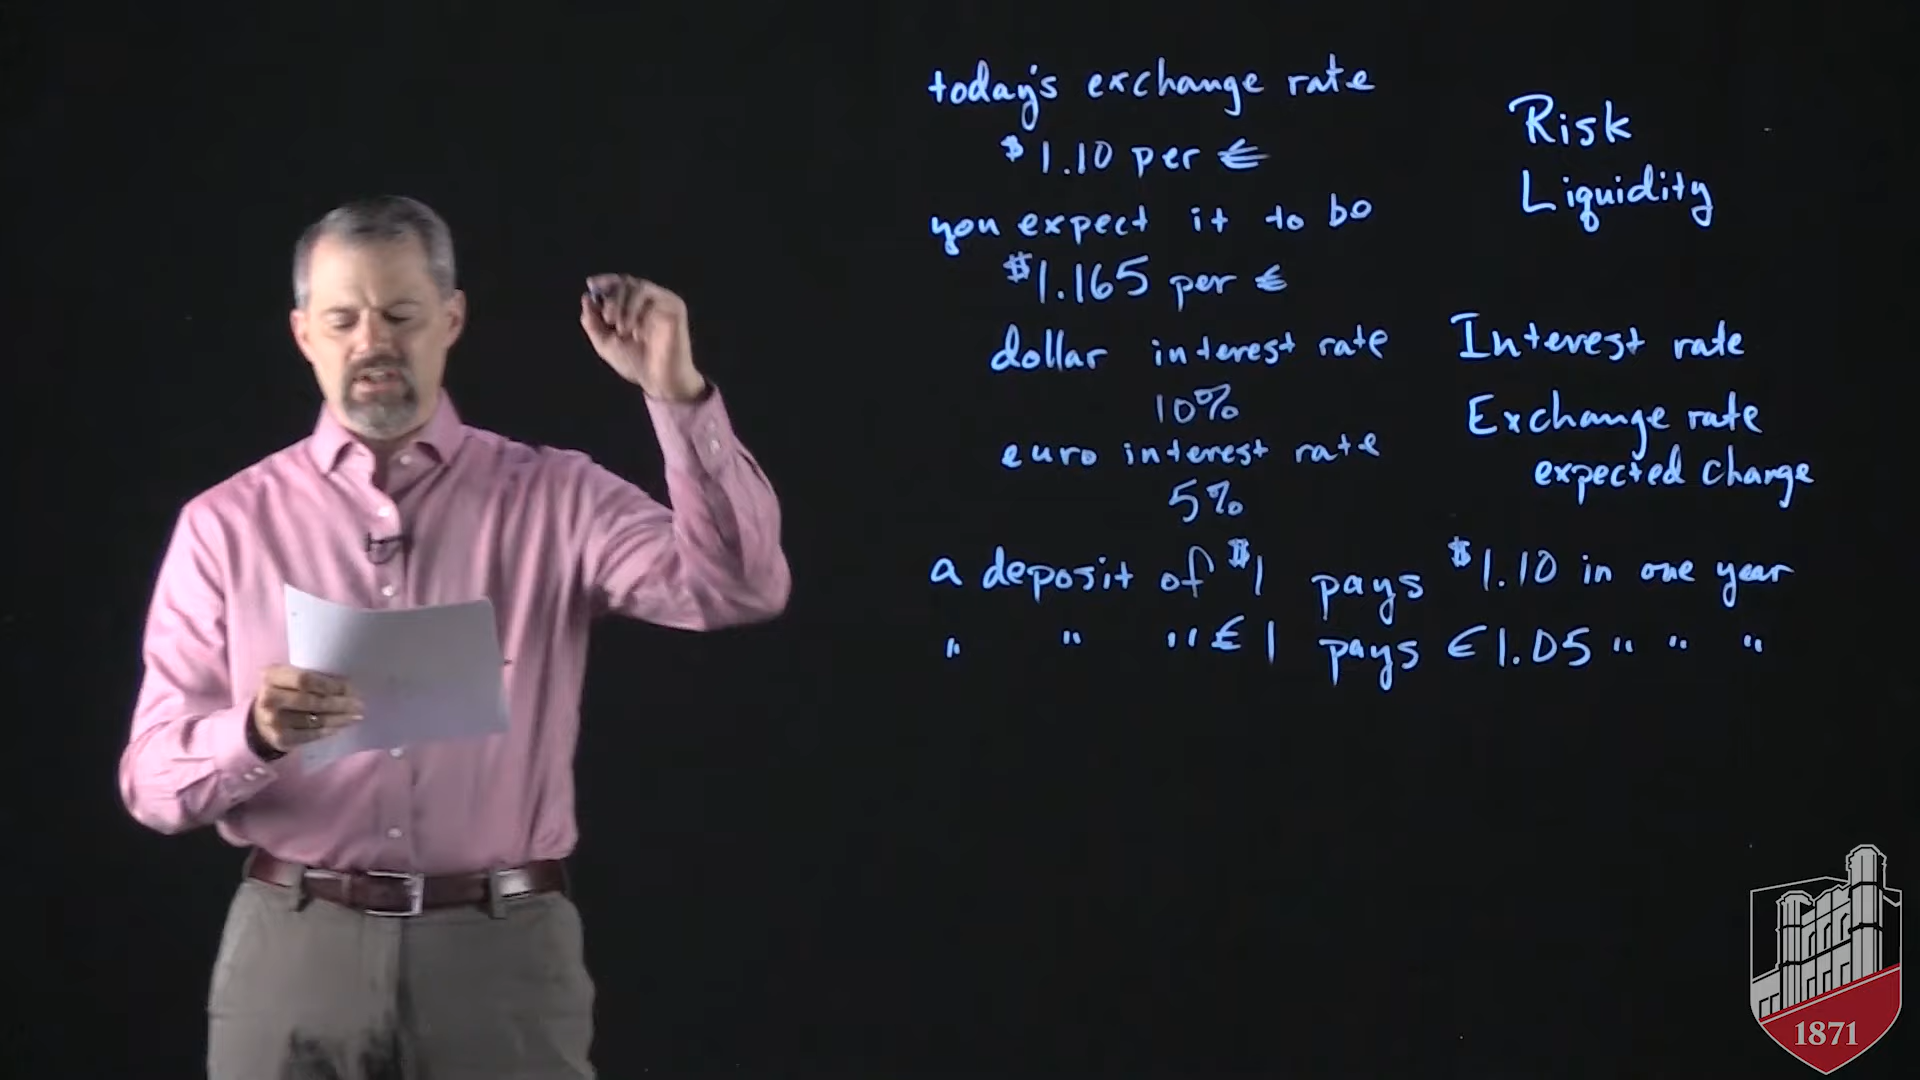 today's exchange rate
$1.10 per €
you expect it to be
$1.165 per €
dollar interest rate
10%
euro interest rate
5%
Risk
Liquidity
Interest rate
Exchange rate
expected change
a deposit of $1 pays $1.10 in one year
" " " € 1 pays € 1.05 " " "
1871